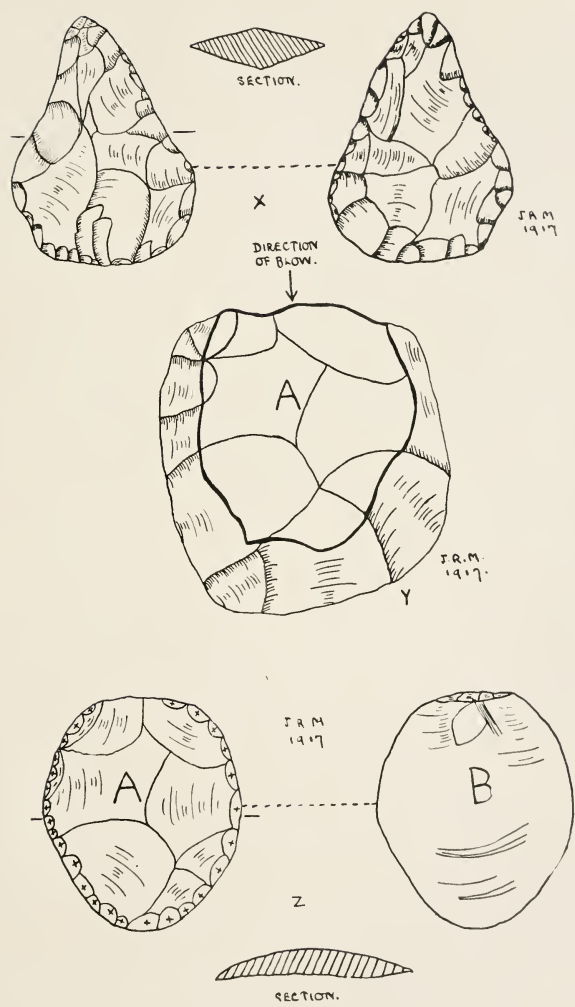 SECTION.
X
J R M
1917
DIRECTION
OF BLOW.
A
J.R.M.
1917.
Y
J R M
1917
A
B
Z
SECTION.